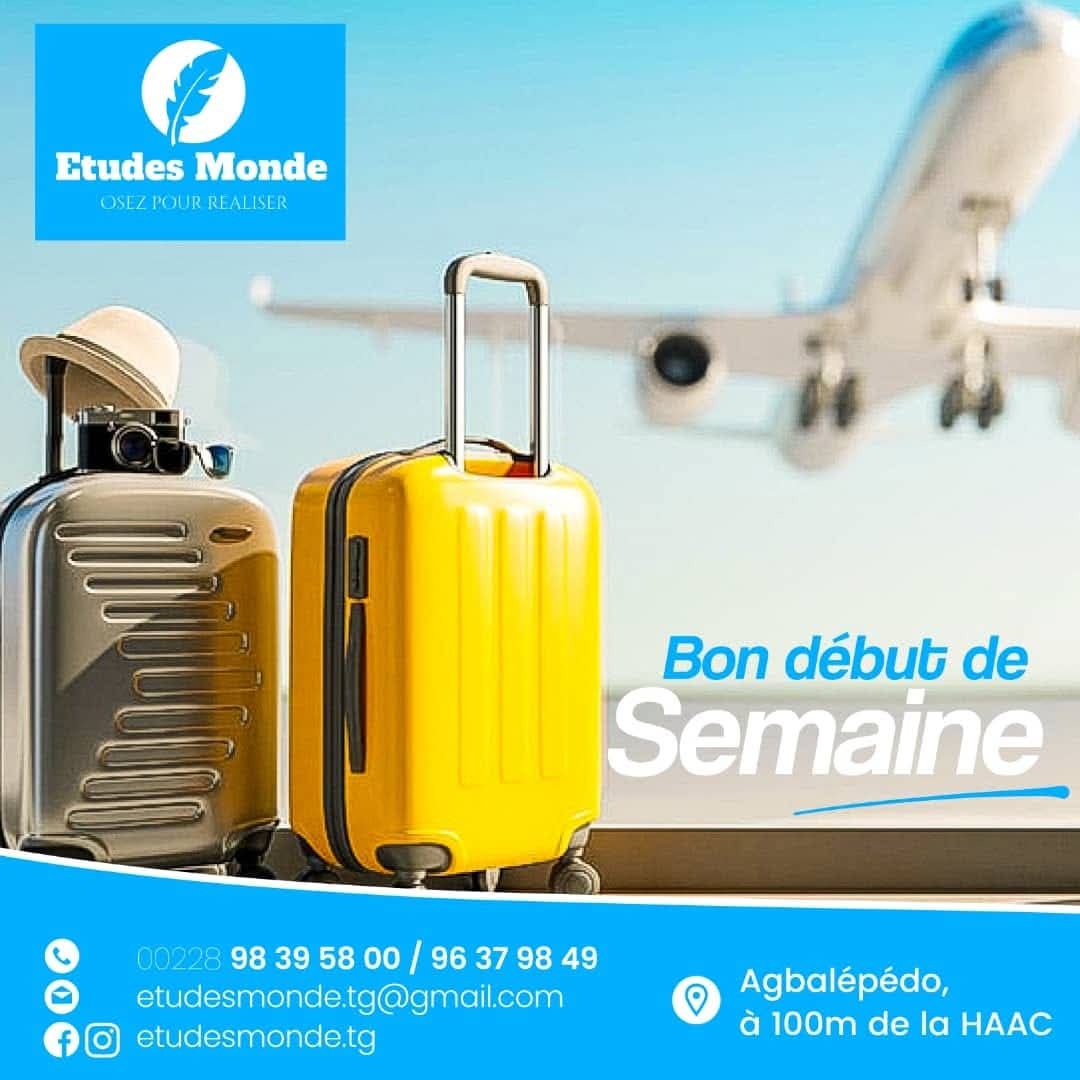 Etudes Monde
OSEZ POUR REALISER
Bon début de
Semaine
00228 98 39 58 00 / 96 37 98 49
etudesmonde.tg@gmail.com
etudesmonde.tg
Agbalépédo,
à 100m de la HAAC